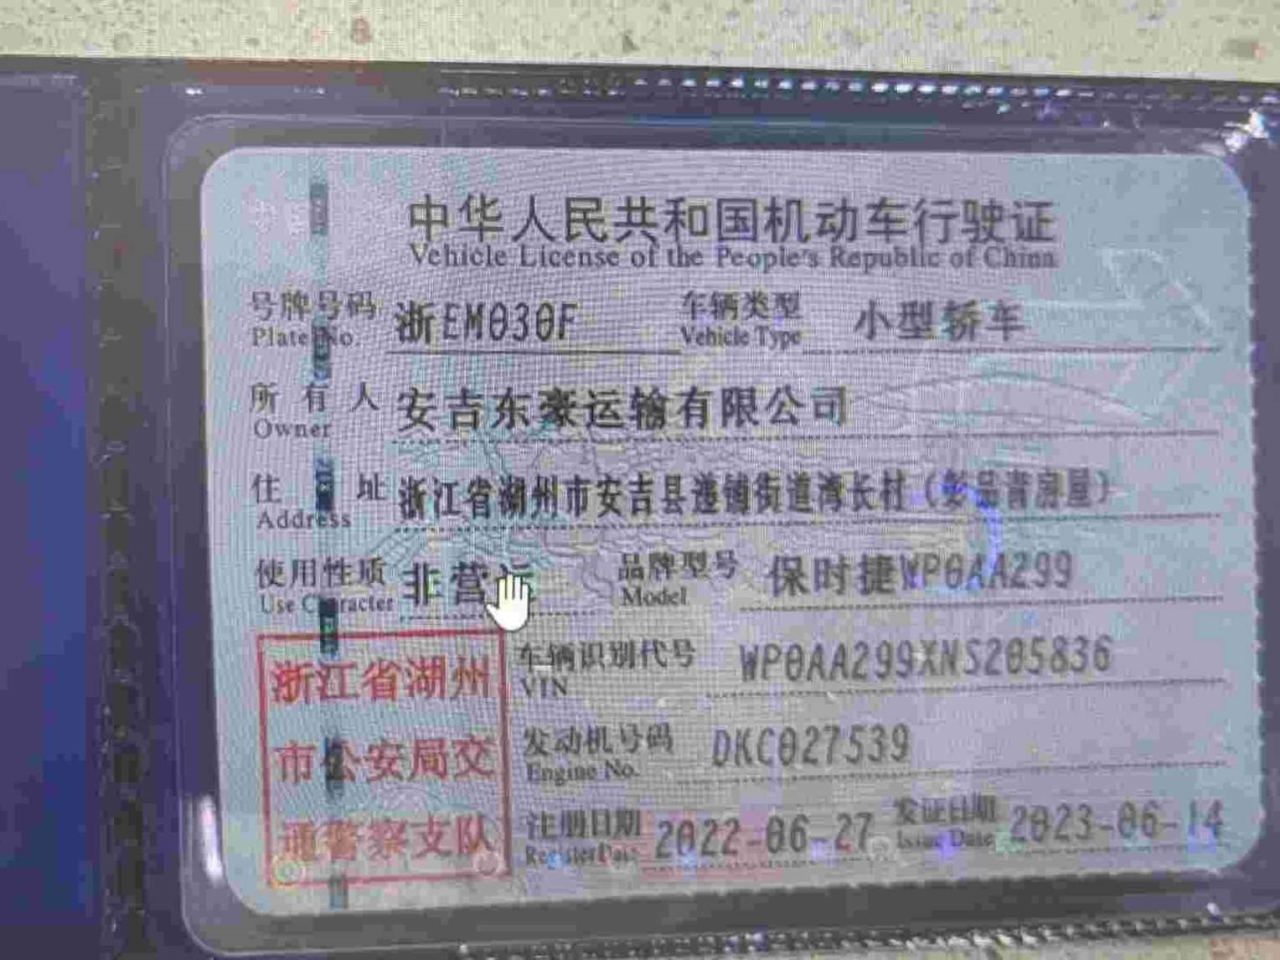 中华人民共和国机动车行驶证
Vehicle License of the People's Republic of China
号牌号码 浙EM030F 车辆类型 小型轿车
Plate No. Vehicle Type
所有人 安吉东豪运输有限公司
Owner
住址 浙江省湖州市安吉县递铺街道湾长村
Address
使用性质 非营运 品牌型号 保时捷WP0AA299
Use Character Model
浙江省湖州 车辆识别代号 WP0AA299XNS205836
VIN
市公安局交 发动机号码 DKC027539
Engine No.
通警察支队 注册日期 2022-06-27 发证日期 2023-06-14
Register Date Issue Date